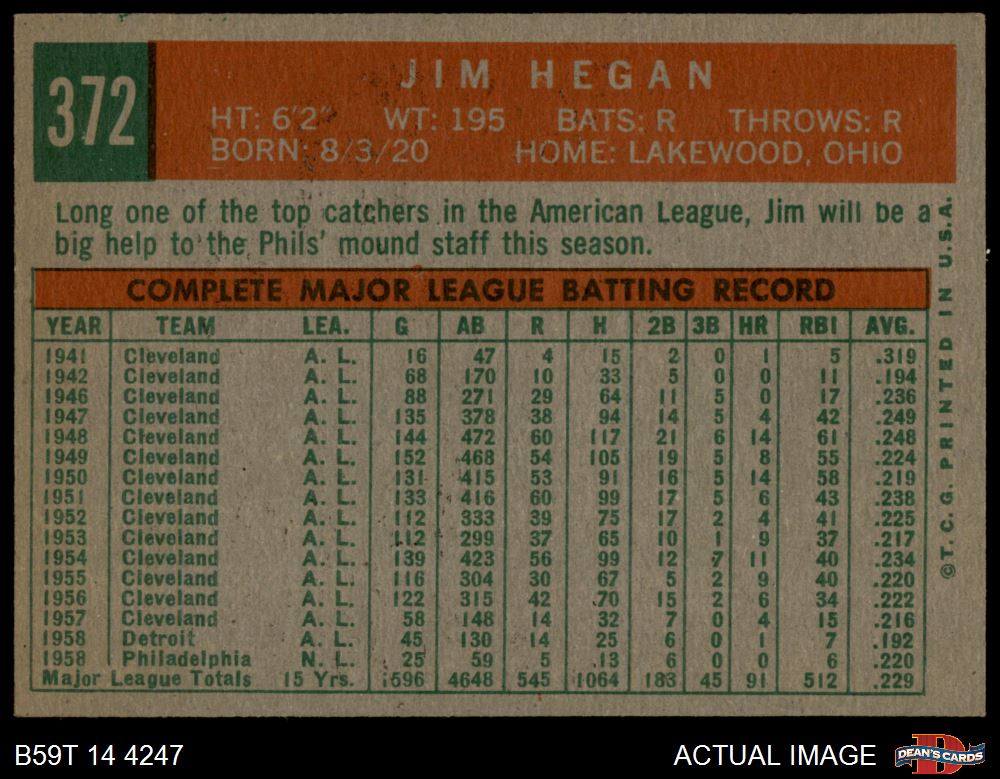 372
JIM HEGAN
HT: 6'2" WT: 195 BATS: R THROWS: R
BORN: 8/3/20 HOME: LAKEWOOD, OHIO
Long one of the top catchers in the American League, Jim will be a
big help to the Phils' mound staff this season.
COMPLETE MAJOR LEAGUE BATTING RECORD
YEAR TEAM LEA. G AB R H 2B 3B HR RBI AVG.
1941 Cleveland A. L. 16 47 4 15 2 0 1 5 .319
1942 Cleveland A. L. 68 170 10 33 5 0 0 11 .194
1946 Cleveland A. L. 88 271 29 64 11 5 0 17 .236
1947 Cleveland A. L. 135 378 38 94 14 5 4 42 .249
1948 Cleveland A. L. 144 472 60 117 21 6 14 61 .248
1949 Cleveland A. L. 152 468 54 105 19 5 8 55 .224
1950 Cleveland A. L. 131 415 53 91 16 5 14 58 .219
1951 Cleveland A. L. 133 416 60 99 17 5 6 43 .238
1952 Cleveland A. L. 112 333 39 75 17 2 4 41 .225
1953 Cleveland A. L. 112 299 37 65 10 1 9 37 .217
1954 Cleveland A. L. 139 423 56 99 12 7 11 40 .234
1955 Cleveland A. L. 116 304 30 67 5 2 9 40 .220
1956 Cleveland A. L. 122 315 42 70 15 2 6 34 .222
1957 Cleveland A. L. 58 148 14 32 7 0 4 15 .216
1958 Detroit A. L. 45 130 14 25 6 0 1 7 .192
1958 Philadelphia N. L. 25 59 5 13 6 0 0 6 .220
Major League Totals 15 Yrs. 1596 4648 545 1064 183 45 91 512 .229
©T. C. G. PRINTED IN U.S.A.
B59T 14 4247
ACTUAL IMAGE
DEAN'S CARDS